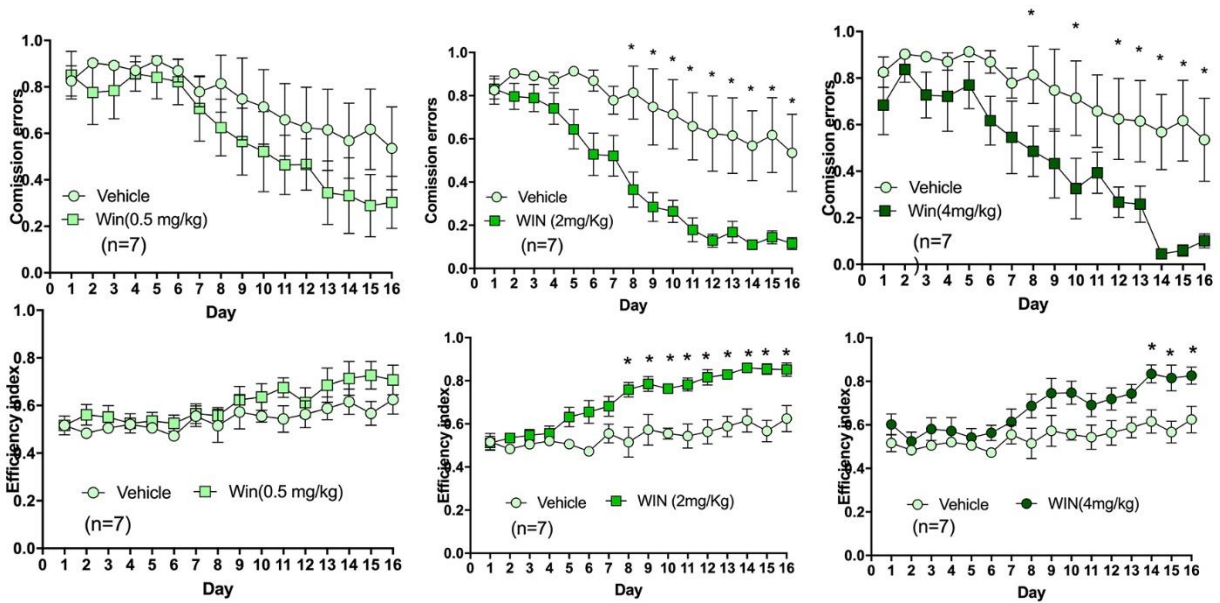 Comission errors
1.0
0.8
0.6
0.4
0.2
0.0
Vehicle
Win(0.5 mg/kg)
(n=7)
0 1 2 3 4 5 6 7 8 9 10 11 12 13 14 15 16
Day
Comission errors
1.0
0.8
0.6
0.4
0.2
0.0
* * * * * * * * *
Vehicle
WIN (2mg/Kg)
(n=7)
0 1 2 3 4 5 6 7 8 9 10 11 12 13 14 15 16
Day
Comission errors
1.0
0.8
0.6
0.4
0.2
0.0
* * * * * * *
Vehicle
Win(4mg/kg)
(n=7
)
0 1 2 3 4 5 6 7 8 9 10 11 12 13 14 15 16
Day
Efficiency index
1.0
0.8
0.6
0.4
0.2
0.0
Vehicle
Win(0.5 mg/kg)
(n=7)
0 1 2 3 4 5 6 7 8 9 10 11 12 13 14 15 16
Day
Efficiency index
1.0
0.8
0.6
0.4
0.2
0.0
* * * * * * * * *
Vehicle
WIN (2mg/Kg)
(n=7)
0 1 2 3 4 5 6 7 8 9 10 11 12 13 14 15 16
Day
Efficiency index
1.0
0.8
0.6
0.4
0.2
0.0
* * *
Vehicle
WIN(4mg/kg)
(n=7)
0 1 2 3 4 5 6 7 8 9 10 11 12 13 14 15 16
Day